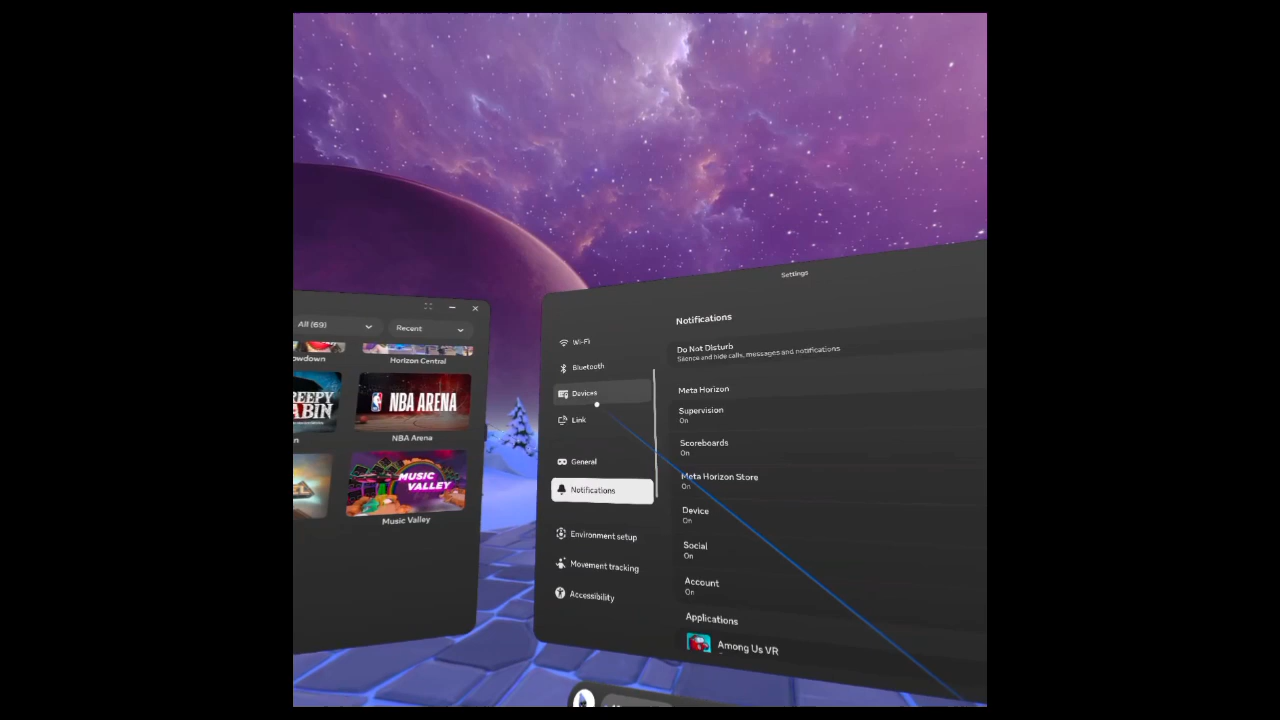 All (69)
Recent
owdown
Horizon Central
REEPY
ABIN
NBA ARENA
n
NBA Arena
MUSIC
VALLEY
Music Valley
Settings
Wi-Fi
Bluetooth
Devices
Link
General
Notifications
Environment setup
Movement tracking
Accessibility
Notifications
Do Not Disturb
Silence and hide calls, messages and notifications
Meta Horizon
Supervision
On
Scoreboards
On
Meta Horizon Store
On
Device
On
Social
On
Account
On
Applications
Among Us VR